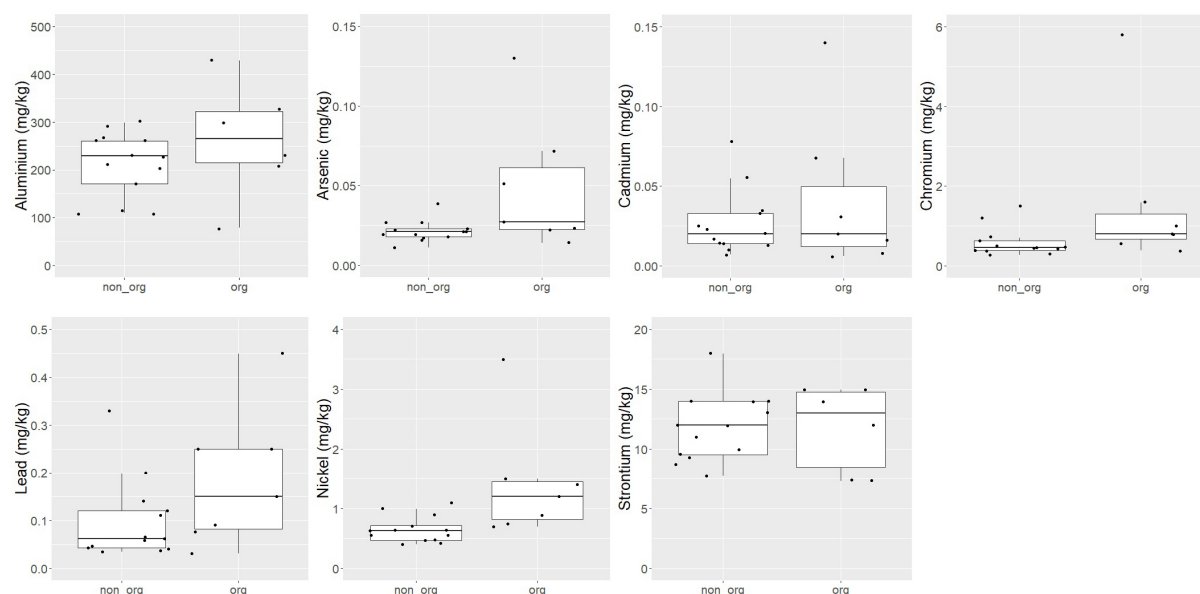 Aluminium (mg/kg)
500
400
300
200
100
0
non_org
org
Arsenic (mg/kg)
0.15
0.10
0.05
0.00
non_org
org
Cadmium (mg/kg)
0.15
0.10
0.05
0.00
non_org
org
Chromium (mg/kg)
6
4
2
0
non_org
org
Lead (mg/kg)
0.5
0.4
0.3
0.2
0.1
0.0
non_org
org
Nickel (mg/kg)
4
3
2
1
0
non_org
org
Strontium (mg/kg)
20
15
10
5
0
non_org
org